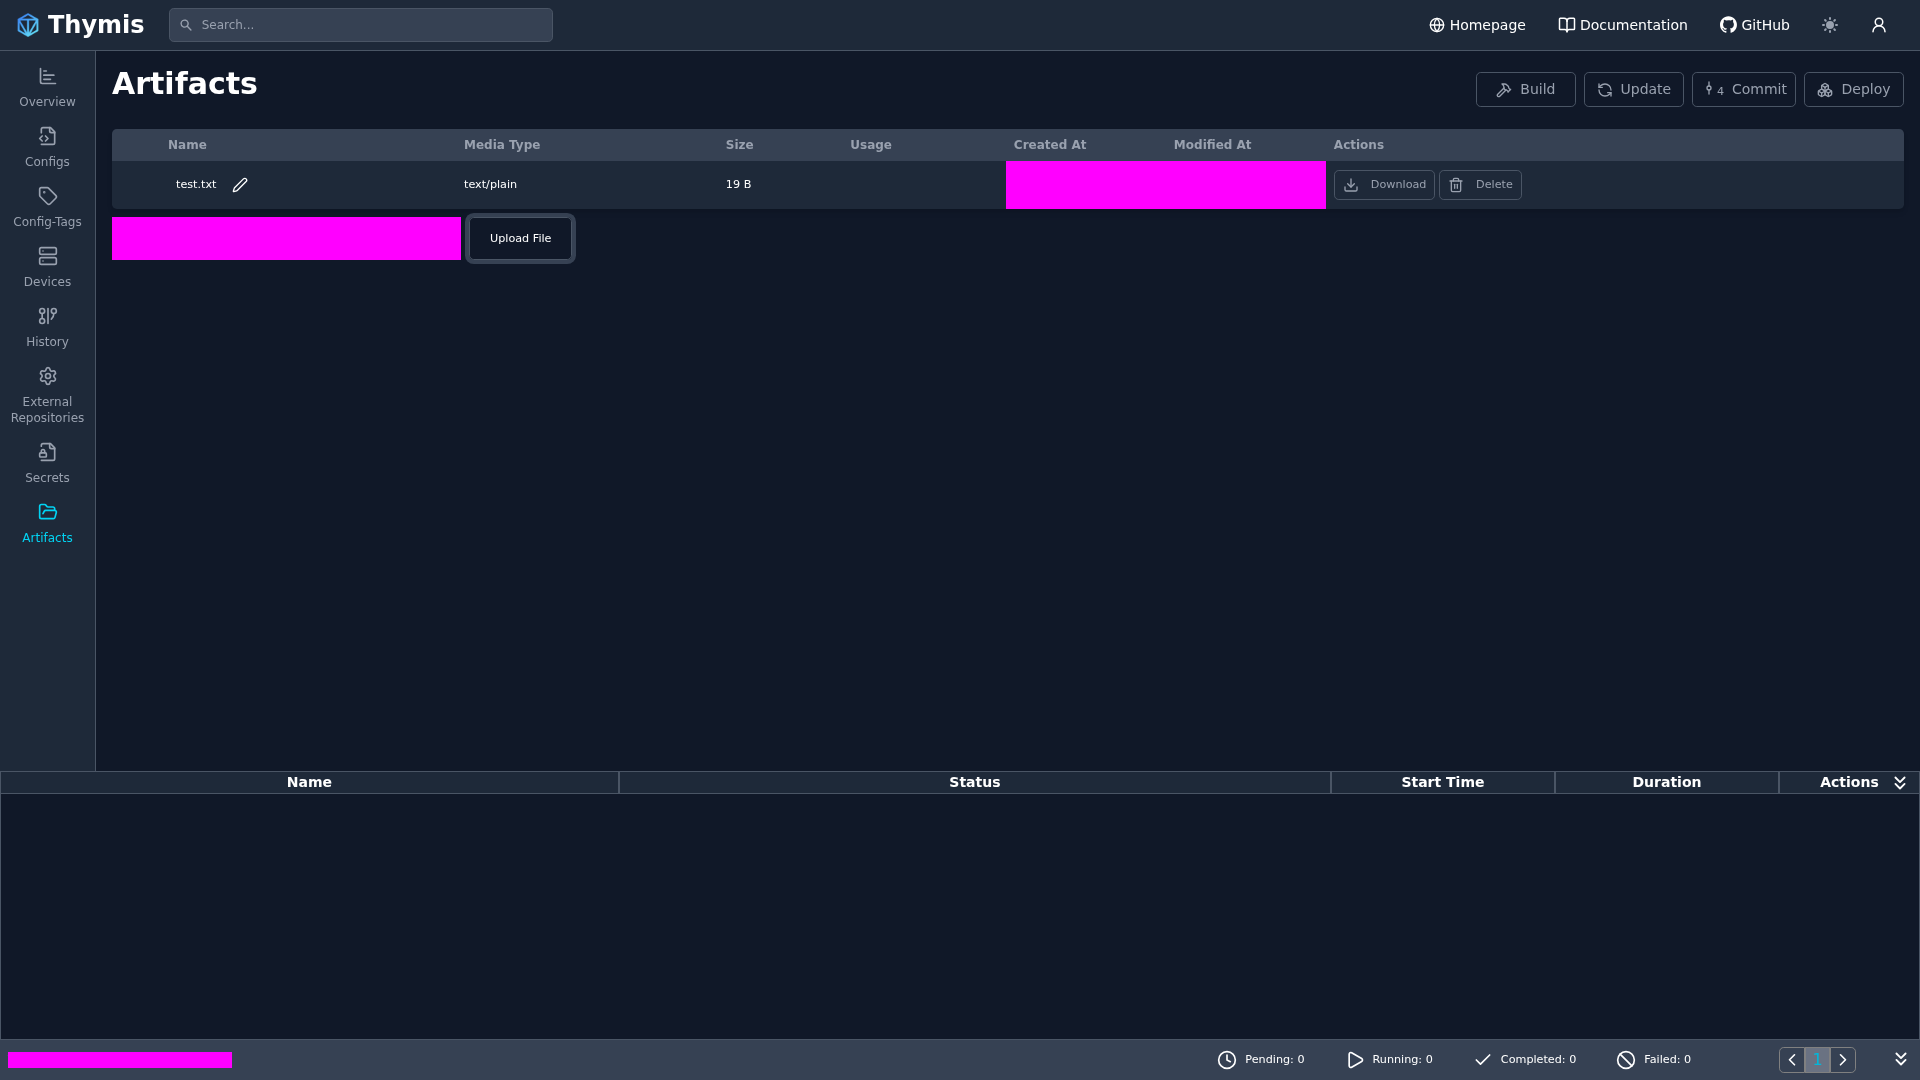 Thymis
Search...
Homepage
Documentation
GitHub
Overview
Configs
Config-Tags
Devices
History
External
Repositories
Secrets
Artifacts
Artifacts
Build
Update
4 Commit
Deploy
Name Media Type Size Usage Created At Modified At Actions
test.txt text/plain 19 B Download Delete
Upload File
Name Status Start Time Duration Actions
Pending: 0 Running: 0 Completed: 0 Failed: 0 1